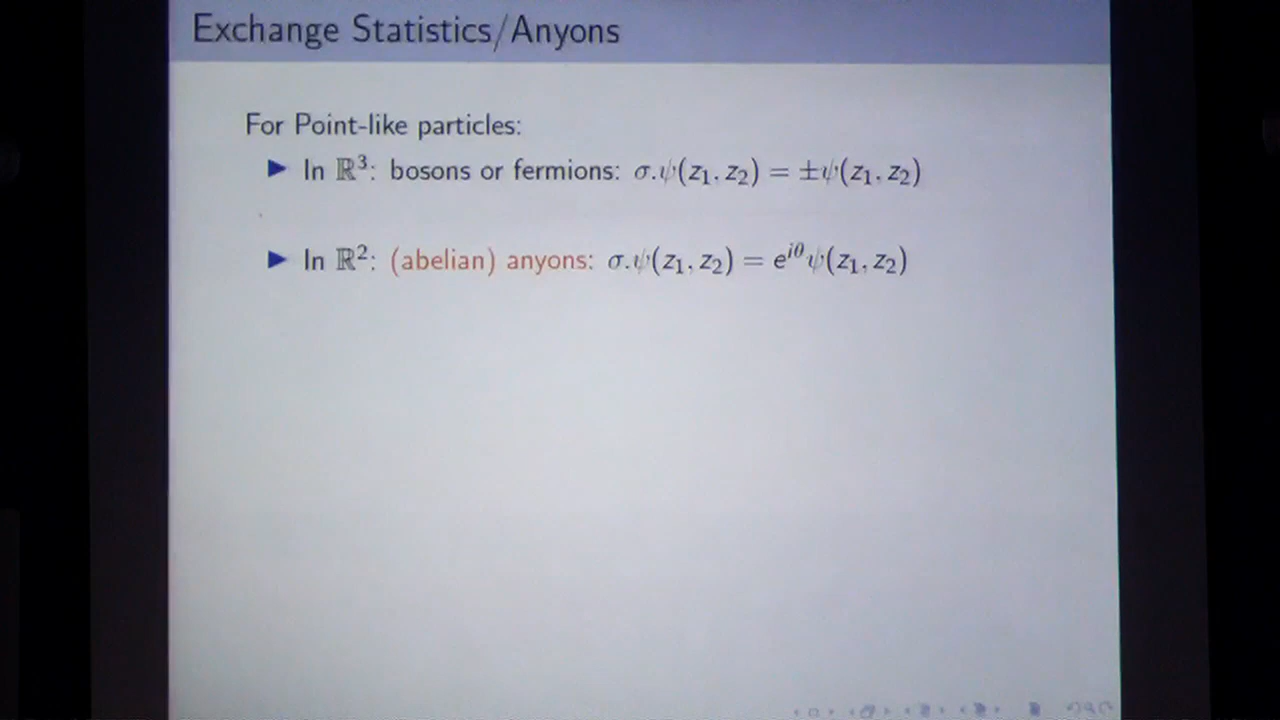 Exchange Statistics/Anyons
For Point-like particles:
▶ In ℝ³: bosons or fermions: σ.ψ(z₁, z₂) = ±ψ(z₁, z₂)
▶ In ℝ²: (abelian) anyons: σ.ψ(z₁, z₂) = e^{iθ}ψ(z₁, z₂)